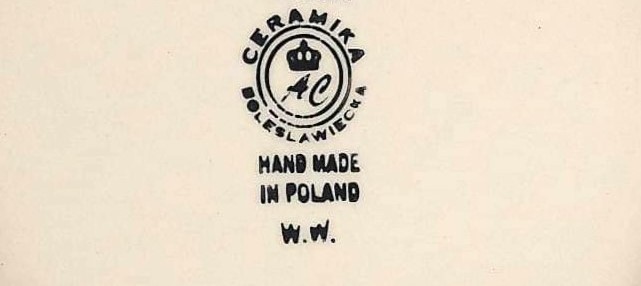 CERAMIKA
AC
BOLESLAWIECKA
HAND MADE
IN POLAND
W.W.